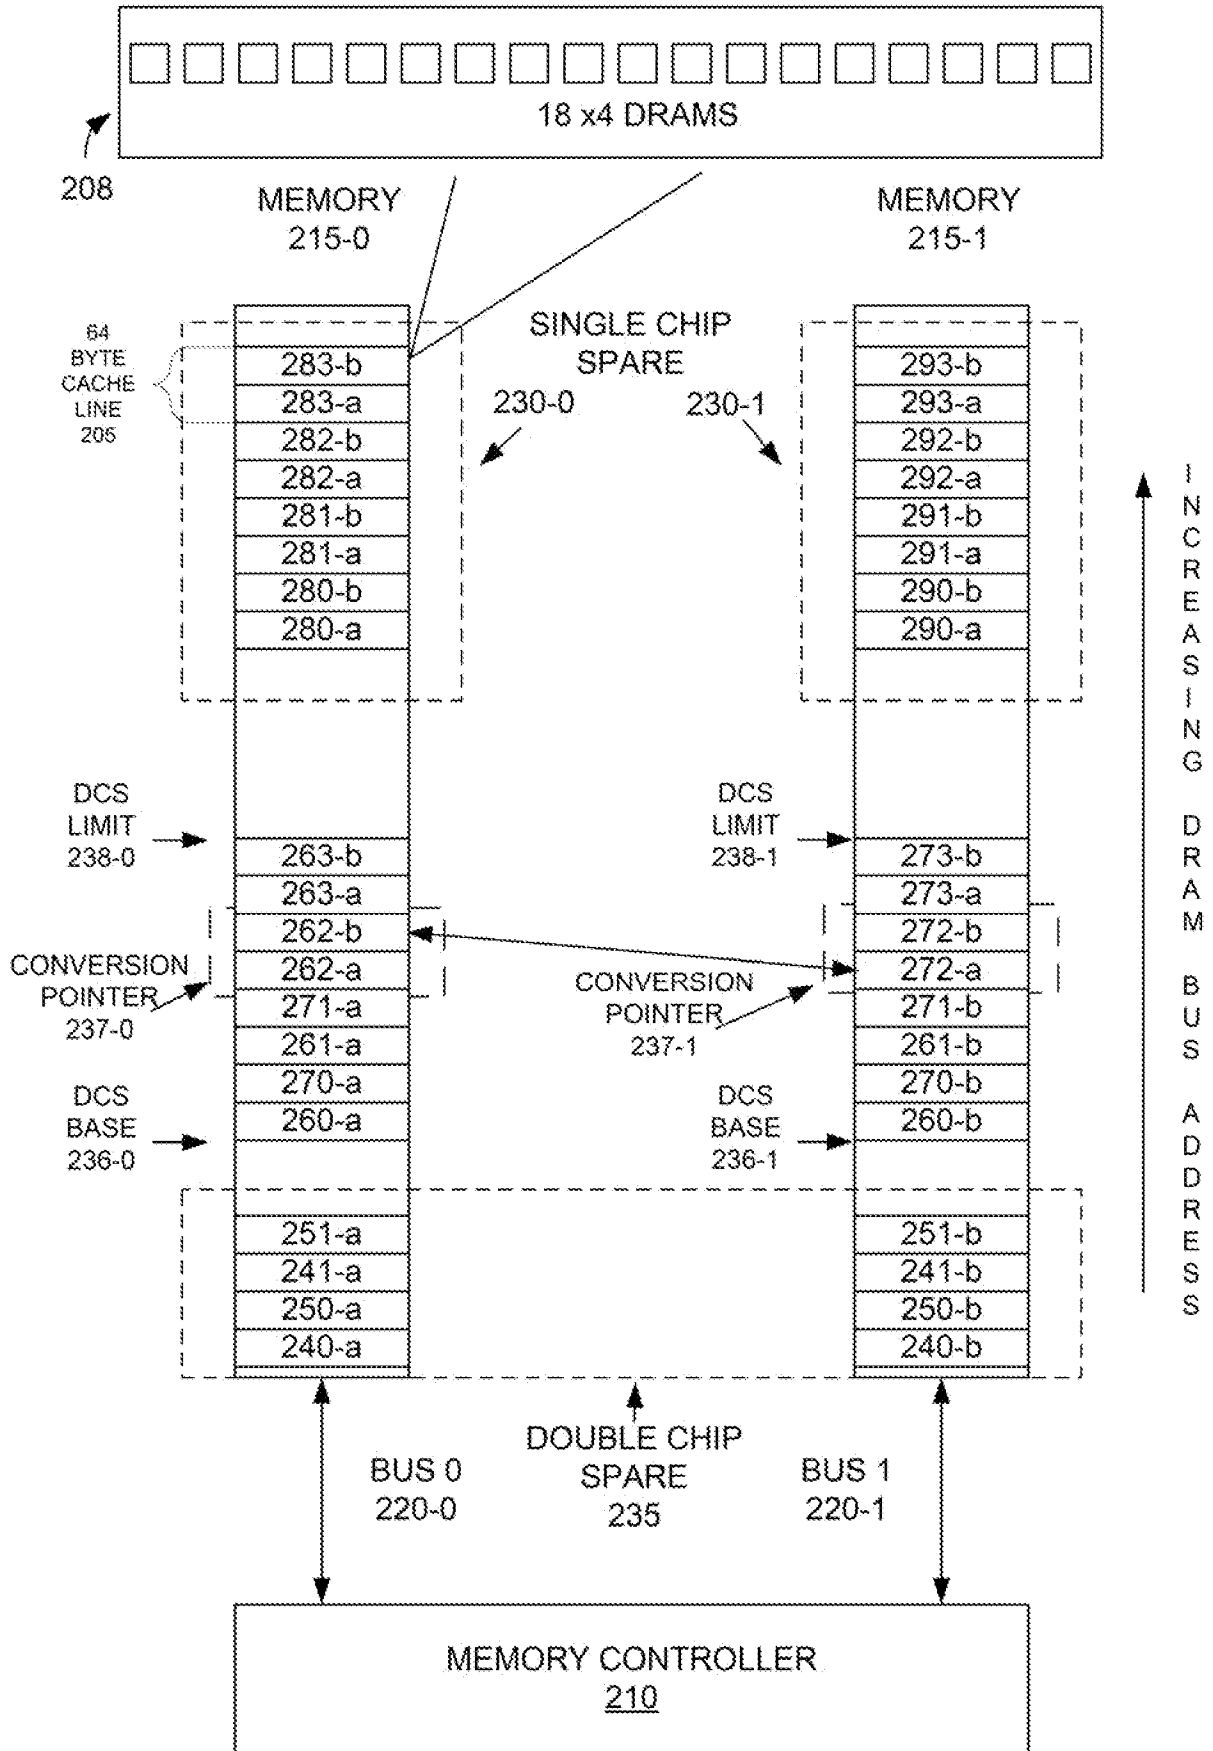 18 x4 DRAMS
208
MEMORY
215-0
MEMORY
215-1
64
BYTE
CACHE
LINE
205
SINGLE CHIP
SPARE
230-0
230-1
283-b
283-a
282-b
282-a
281-b
281-a
280-b
280-a
293-b
293-a
292-b
292-a
291-b
291-a
290-b
290-a
INCREASING DRAM BUS ADDRESS
DCS
LIMIT
238-0
DCS
LIMIT
238-1
263-b
263-a
262-b
262-a
271-a
261-a
270-a
260-a
273-b
273-a
272-b
272-a
271-b
261-b
270-b
260-b
CONVERSION
POINTER
237-0
CONVERSION
POINTER
237-1
DCS
BASE
236-0
DCS
BASE
236-1
251-a
241-a
250-a
240-a
251-b
241-b
250-b
240-b
DOUBLE CHIP
SPARE
235
BUS 0
220-0
BUS 1
220-1
MEMORY CONTROLLER
210